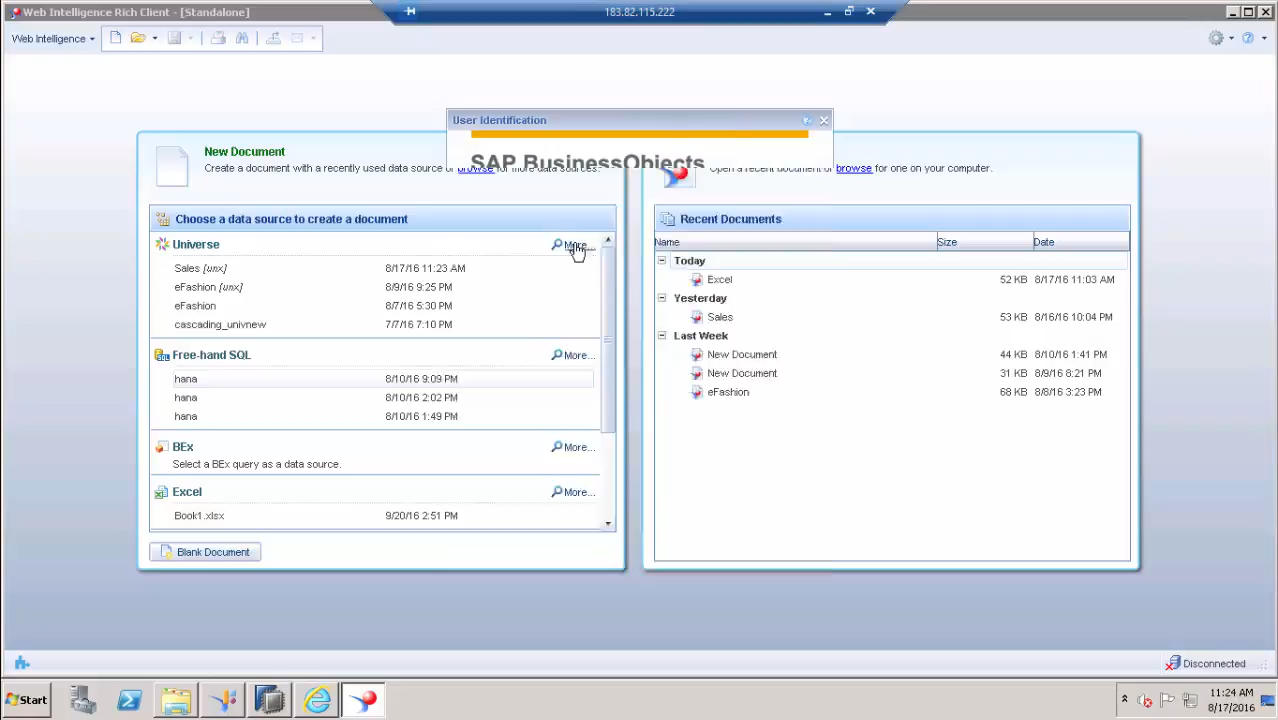 Web Intelligence Rich Client - [Standalone]
183.82.115.222
Web Intelligence
User Identification
SAP BusinessObjects
New Document
Create a document with a recently used data source or browse for more data sources.
Open a recent document or browse for one on your computer.
Choose a data source to create a document
Universe More...
Sales [unx] 8/17/16 11:23 AM
eFashion [unx] 8/9/16 9:25 PM
eFashion 8/7/16 5:30 PM
cascading_univnew 7/7/16 7:10 PM
Free-hand SQL More...
hana 8/10/16 9:09 PM
hana 8/10/16 2:02 PM
hana 8/10/16 1:49 PM
BEx More...
Select a BEx query as a data source.
Excel More...
Book1.xlsx 9/20/16 2:51 PM
Blank Document
Recent Documents
Name Size Date
Today
Excel 52 KB 8/17/16 11:03 AM
Yesterday
Sales 53 KB 8/16/16 10:04 PM
Last Week
New Document 44 KB 8/10/16 1:41 PM
New Document 31 KB 8/9/16 8:21 PM
eFashion 68 KB 8/8/16 3:23 PM
Disconnected
Start
11:24 AM
8/17/2016